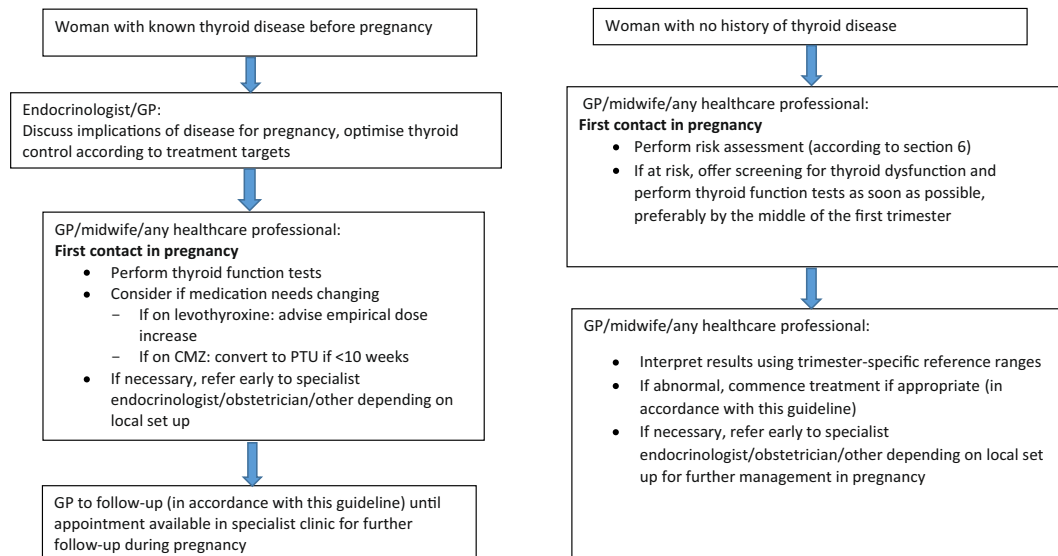 Woman with known thyroid disease before pregnancy
Endocrinologist/GP:
Discuss implications of disease for pregnancy, optimise thyroid
control according to treatment targets
GP/midwife/any healthcare professional:
First contact in pregnancy
• Perform thyroid function tests
• Consider if medication needs changing
– If on levothyroxine: advise empirical dose
increase
– If on CMZ: convert to PTU if <10 weeks
• If necessary, refer early to specialist
endocrinologist/obstetrician/other depending on
local set up
GP to follow-up (in accordance with this guideline) until
appointment available in specialist clinic for further
follow-up during pregnancy
Woman with no history of thyroid disease
GP/midwife/any healthcare professional:
First contact in pregnancy
• Perform risk assessment (according to section 6)
• If at risk, offer screening for thyroid dysfunction and
perform thyroid function tests as soon as possible,
preferably by the middle of the first trimester
GP/midwife/any healthcare professional:
• Interpret results using trimester-specific reference ranges
• If abnormal, commence treatment if appropriate (in
accordance with this guideline)
• If necessary, refer early to specialist
endocrinologist/obstetrician/other depending on local set
up for further management in pregnancy